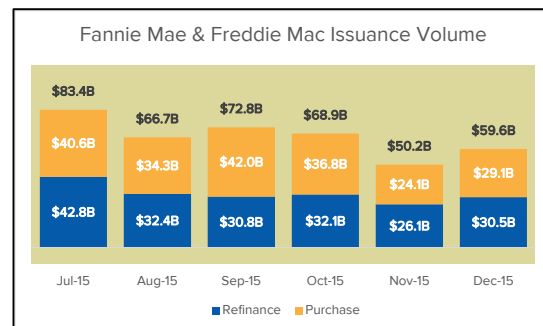 Fannie Mae & Freddie Mac Issuance Volume
$83.4B
$66.7B
$72.8B
$68.9B
$50.2B
$59.6B
$40.6B
$34.3B
$42.0B
$36.8B
$24.1B
$29.1B
$42.8B
$32.4B
$30.8B
$32.1B
$26.1B
$30.5B
Jul-15 Aug-15 Sep-15 Oct-15 Nov-15 Dec-15
Refinance Purchase